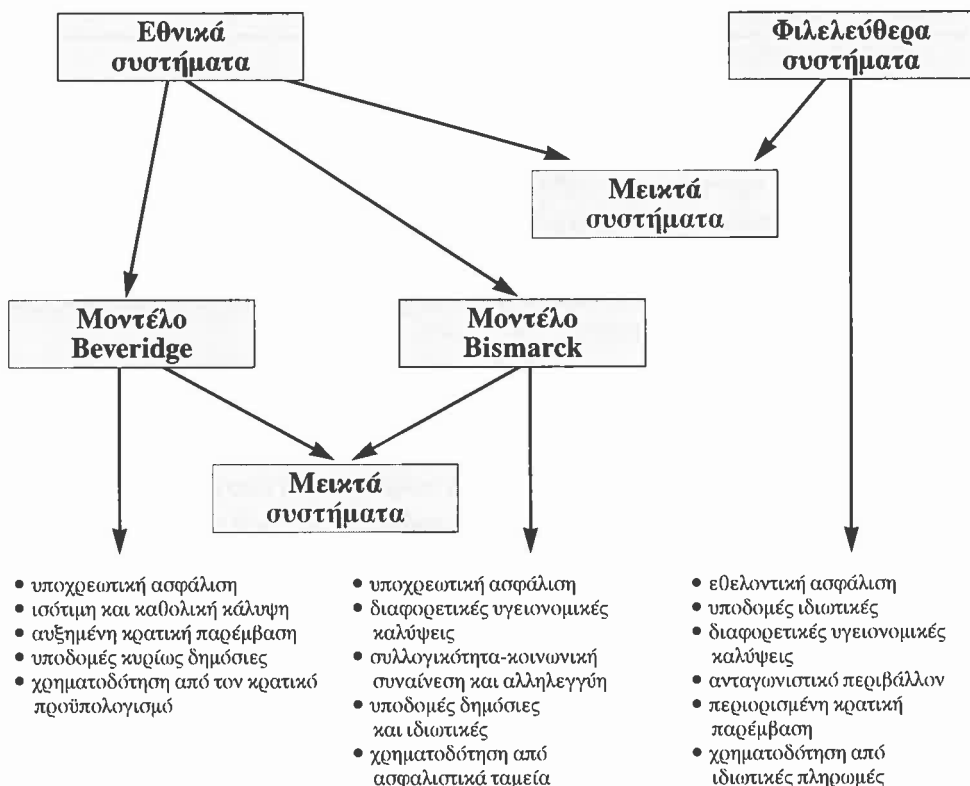 Εθνικά
συστήματα
Φιλελεύθερα
συστήματα
Μεικτά
συστήματα
Μοντέλο
Beveridge
Μοντέλο
Bismarck
Μεικτά
συστήματα
• υποχρεωτική ασφάλιση
• ισότιμη και καθολική κάλυψη
• αυξημένη κρατική παρέμβαση
• υποδομές κυρίως δημόσιες
• χρηματοδότηση από τον κρατικό
προϋπολογισμό
• υποχρεωτική ασφάλιση
• διαφορετικές υγειονομικές
καλύψεις
• συλλογικότητα-κοινωνική
συναίνεση και αλληλεγγύη
• υποδομές δημόσιες
και ιδιωτικές
• χρηματοδότηση από
ασφαλιστικά ταμεία
• εθελοντική ασφάλιση
• υποδομές ιδιωτικές
• διαφορετικές υγειονομικές
καλύψεις
• ανταγωνιστικό περιβάλλον
• περιορισμένη κρατική
παρέμβαση
• χρηματοδότηση από
ιδιωτικές πληρωμές